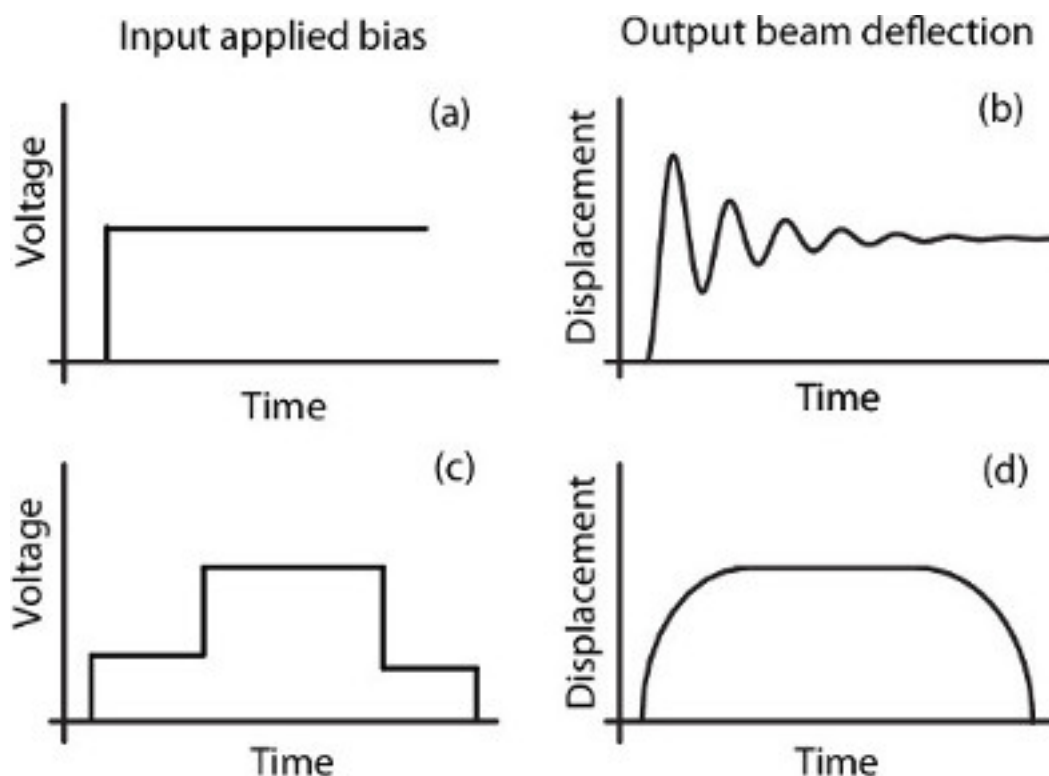 Input applied bias
Output beam deflection
(a)
Voltage
Time
(b)
Displacement
Time
(c)
Voltage
Time
(d)
Displacement
Time